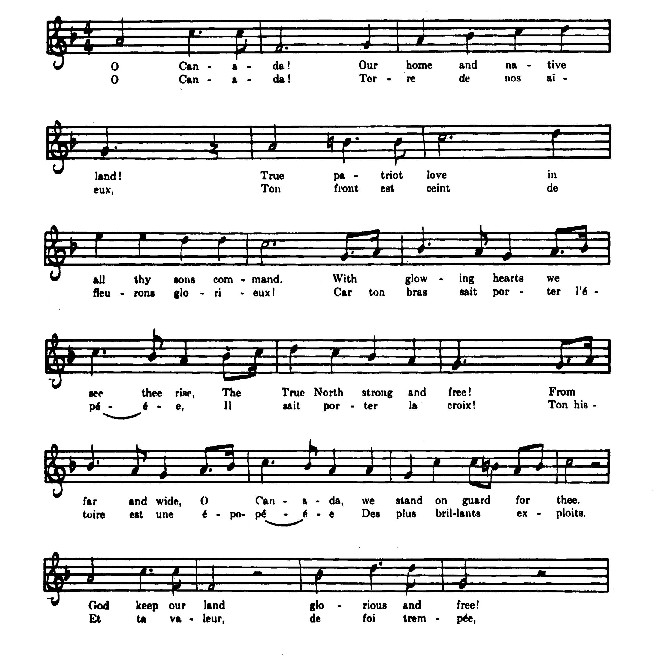 O Can - a - da! Our home and na - tive
O Can - a - da! Ter - re de nos ai -
land! True pa - triot love in
eux, Ton front est ceint de
all thy sons com - mand. With glow - ing hearts we
fleu - rons glo - ri - eux! Car ton bras sait por - ter l'é -
see thee rise, The True North strong and free! From
pé - é - e, Il sait por - ter la croix! Ton his -
far and wide, O Can - a - da, we stand on guard for thee.
toire est une é - po - pé - é - e Des plus bril - lants ex - ploits.
God keep our land glo - rious and free!
Et ta va - leur, de foi trem - pée,